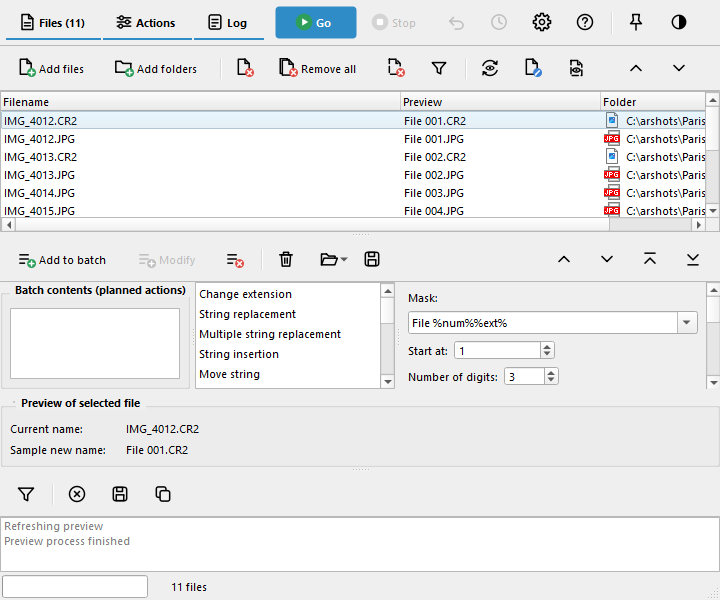 Files (11) Actions Log Go Stop
Add files Add folders Remove all
Filename Preview Folder
IMG_4012.CR2 File 001.CR2 C:\arshots\Paris
IMG_4012.JPG File 001.JPG JPG C:\arshots\Paris
IMG_4013.CR2 File 002.CR2 C:\arshots\Paris
IMG_4013.JPG File 002.JPG JPG C:\arshots\Paris
IMG_4014.JPG File 003.JPG JPG C:\arshots\Paris
IMG_4015.JPG File 004.JPG JPG C:\arshots\Paris
Add to batch Modify
Batch contents (planned actions)
Change extension
String replacement
Multiple string replacement
String insertion
Move string
Mask:
File %num%%ext%
Start at: 1
Number of digits: 3
Preview of selected file
Current name: IMG_4012.CR2
Sample new name: File 001.CR2
Refreshing preview
Preview process finished
11 files